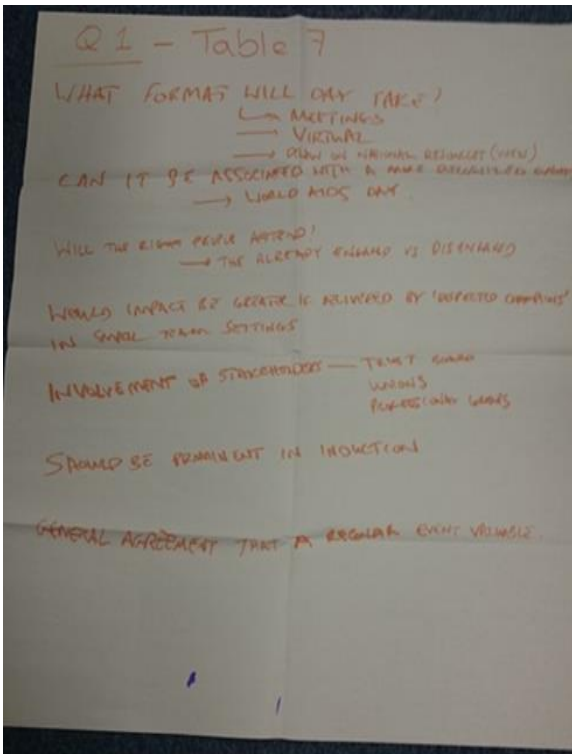 Q1 - Table 7
WHAT FORMAT WILL DAY TAKE?
→ MEETINGS
→ VIRTUAL
→ DRAW ON NATIONAL RESOURCES
CAN IT BE ASSOCIATED WITH A MORE RECOGNISED EVENT
→ WORLD AIDS DAY
WILL THE RIGHT PEOPLE ATTEND?
→ THE ALREADY ENGAGED VS DISENGAGED
WOULD IMPACT BE GREATER IF DELIVERED BY 'RESPECTED CHAMPIONS'
IN SMALL TEAM SETTINGS
INVOLVEMENT OF STAKEHOLDERS — TRUST BOARD
UNIONS
PROFESSIONAL GROUPS
SHOULD BE PROMINENT IN INDUCTION
GENERAL AGREEMENT THAT A REGULAR EVENT VALUABLE.